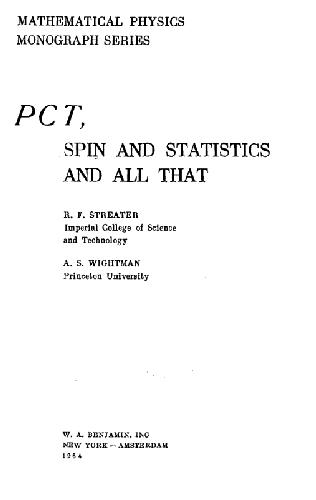 MATHEMATICAL PHYSICS
MONOGRAPH SERIES
PCT,
SPIN AND STATISTICS
AND ALL THAT
R. F. STREATER
Imperial College of Science
and Technology
A. S. WIGHTMAN
Princeton University
W. A. BENJAMIN, INC
NEW YORK – AMSTERDAM
1964